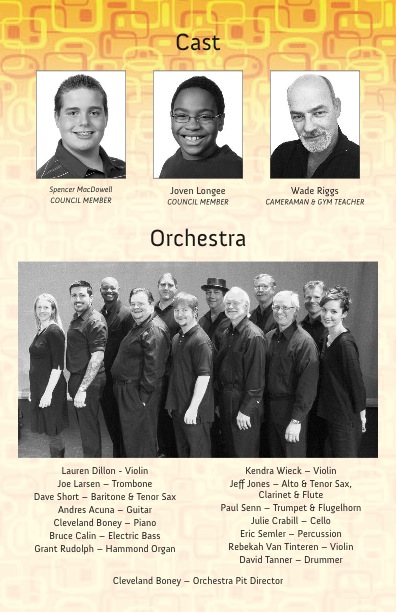 Cast
Spencer MacDowell
COUNCIL MEMBER
Joven Longee
COUNCIL MEMBER
Wade Riggs
CAMERAMAN & GYM TEACHER
Orchestra
Lauren Dillon - Violin
Joe Larsen – Trombone
Dave Short – Baritone & Tenor Sax
Andres Acuna – Guitar
Cleveland Boney – Piano
Bruce Calin – Electric Bass
Grant Rudolph – Hammond Organ
Kendra Wieck – Violin
Jeff Jones – Alto & Tenor Sax,
Clarinet & Flute
Paul Senn – Trumpet & Flugelhorn
Julie Crabill – Cello
Eric Semler – Percussion
Rebekah Van Tinteren – Violin
David Tanner – Drummer
Cleveland Boney – Orchestra Pit Director